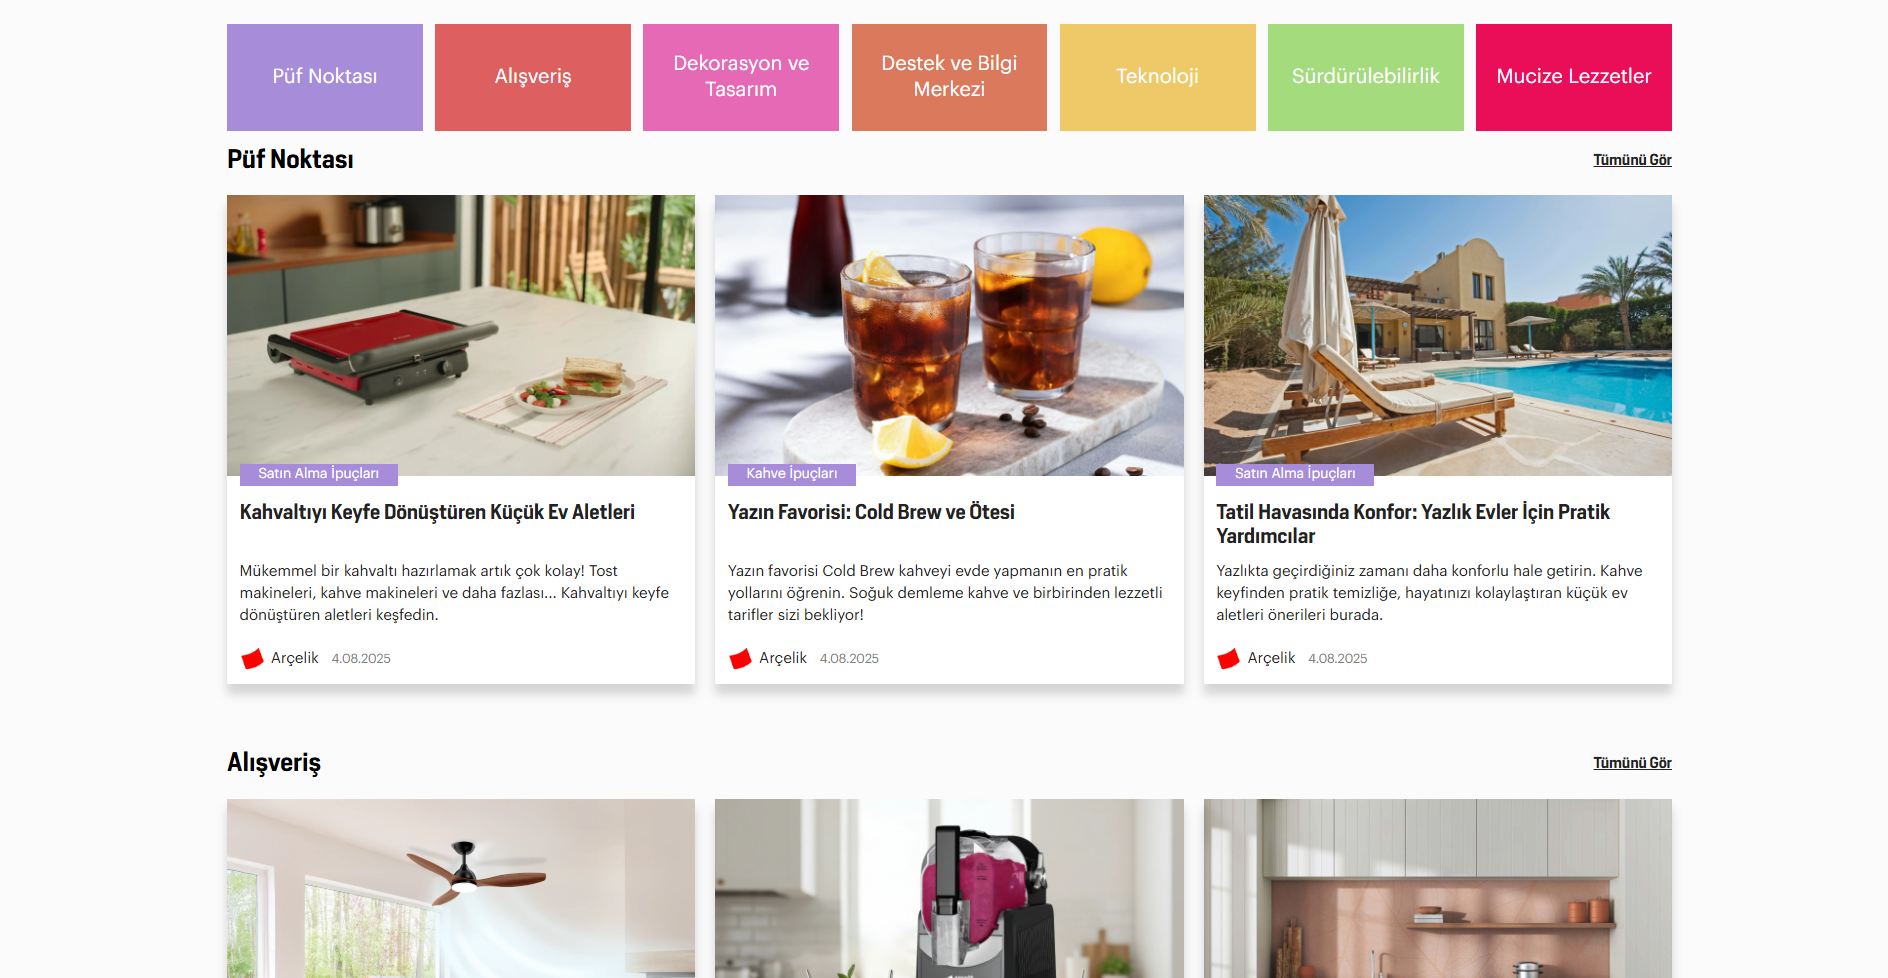 Püf Noktası
Alışveriş
Dekorasyon ve
Tasarım
Destek ve Bilgi
Merkezi
Teknoloji
Sürdürülebilirlik
Mucize Lezzetler
Püf Noktası
Tümünü Gör
Satın Alma İpuçları
Kahvaltıyı Keyfe Dönüştüren Küçük Ev Aletleri
Mükemmel bir kahvaltı hazırlamak artık çok kolay! Tost
makineleri, kahve makineleri ve daha fazlası... Kahvaltıyı keyfe
dönüştüren aletleri keşfedin.
Arçelik 4.08.2025
Kahve İpuçları
Yazın Favorisi: Cold Brew ve Ötesi
Yazın favorisi Cold Brew kahveyi evde yapmanın en pratik
yollarını öğrenin. Soğuk demleme kahve ve birbirinden lezzetli
tarifler sizi bekliyor!
Arçelik 4.08.2025
Satın Alma İpuçları
Tatil Havasında Konfor: Yazlık Evler İçin Pratik
Yardımcılar
Yazlıkta geçirdiğiniz zamanı daha konforlu hale getirin. Kahve
keyfinden pratik temizliğe, hayatınızı kolaylaştıran küçük ev
aletleri önerileri burada.
Arçelik 4.08.2025
Alışveriş
Tümünü Gör